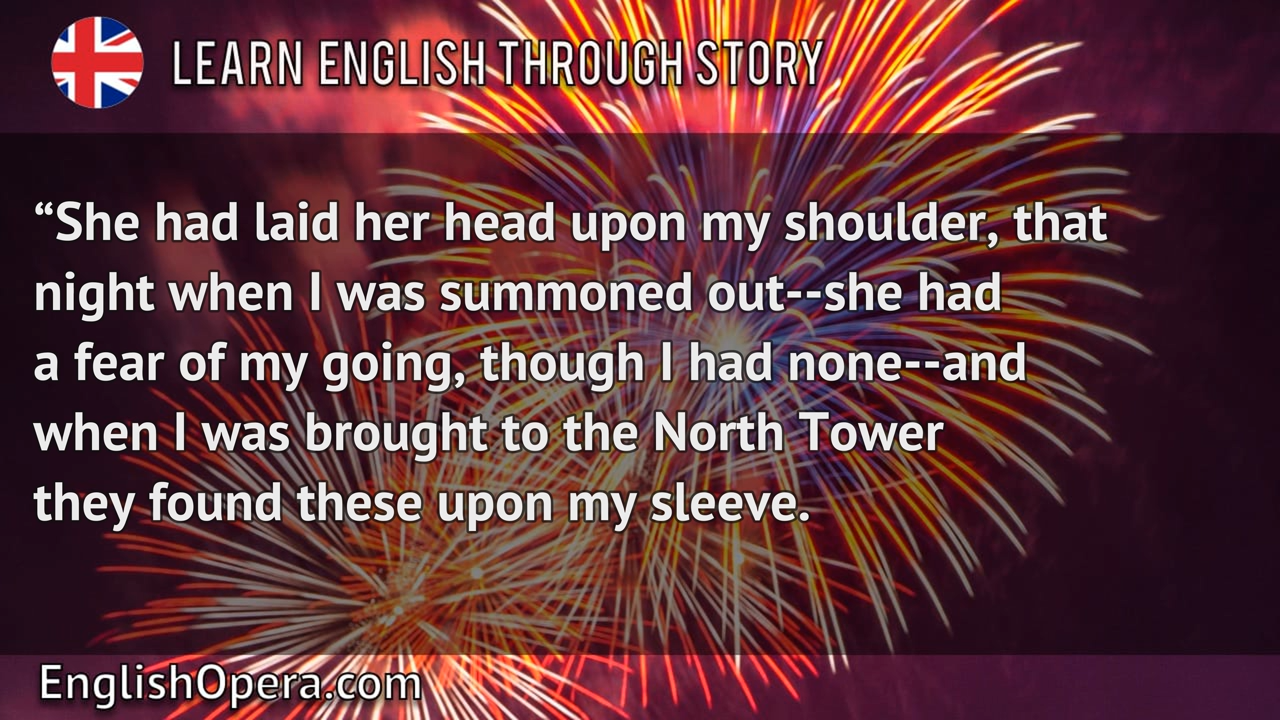 LEARN ENGLISH THROUGH STORY
“She had laid her head upon my shoulder, that
night when I was summoned out--she had
a fear of my going, though I had none--and
when I was brought to the North Tower
they found these upon my sleeve.
EnglishOpera.com